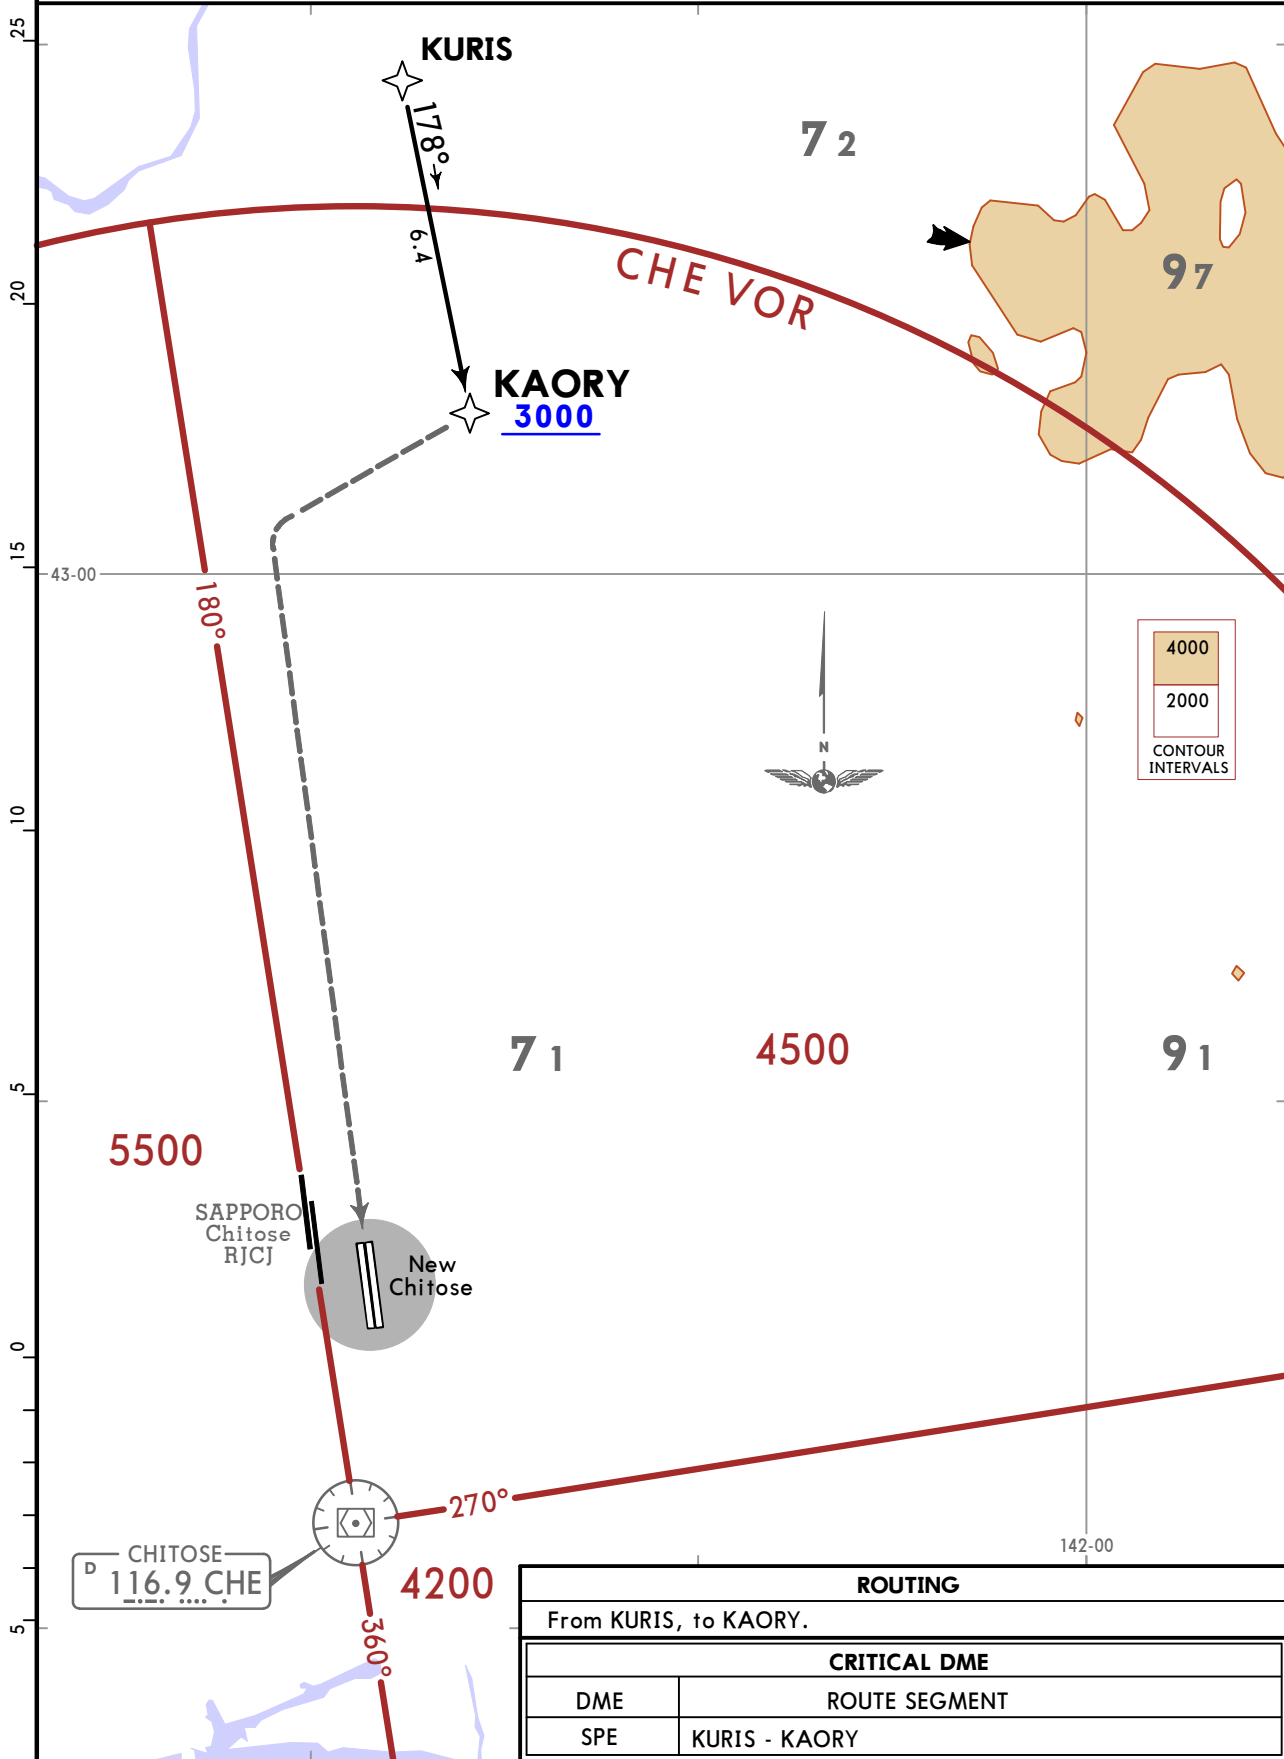 25
KURIS
178°
7 2
6.4
CHE VOR
9 7
20
KAORY
3000
15
43-00
180°
4000
2000
CONTOUR
INTERVALS
N
10
5
7 1
4500
9 1
5500
SAPPORO
Chitose
RJCJ
New
Chitose
0
270°
142-00
CHITOSE
D 116.9 CHE
4200
5
360°
ROUTING
From KURIS, to KAORY.
CRITICAL DME
DME ROUTE SEGMENT
SPE KURIS - KAORY